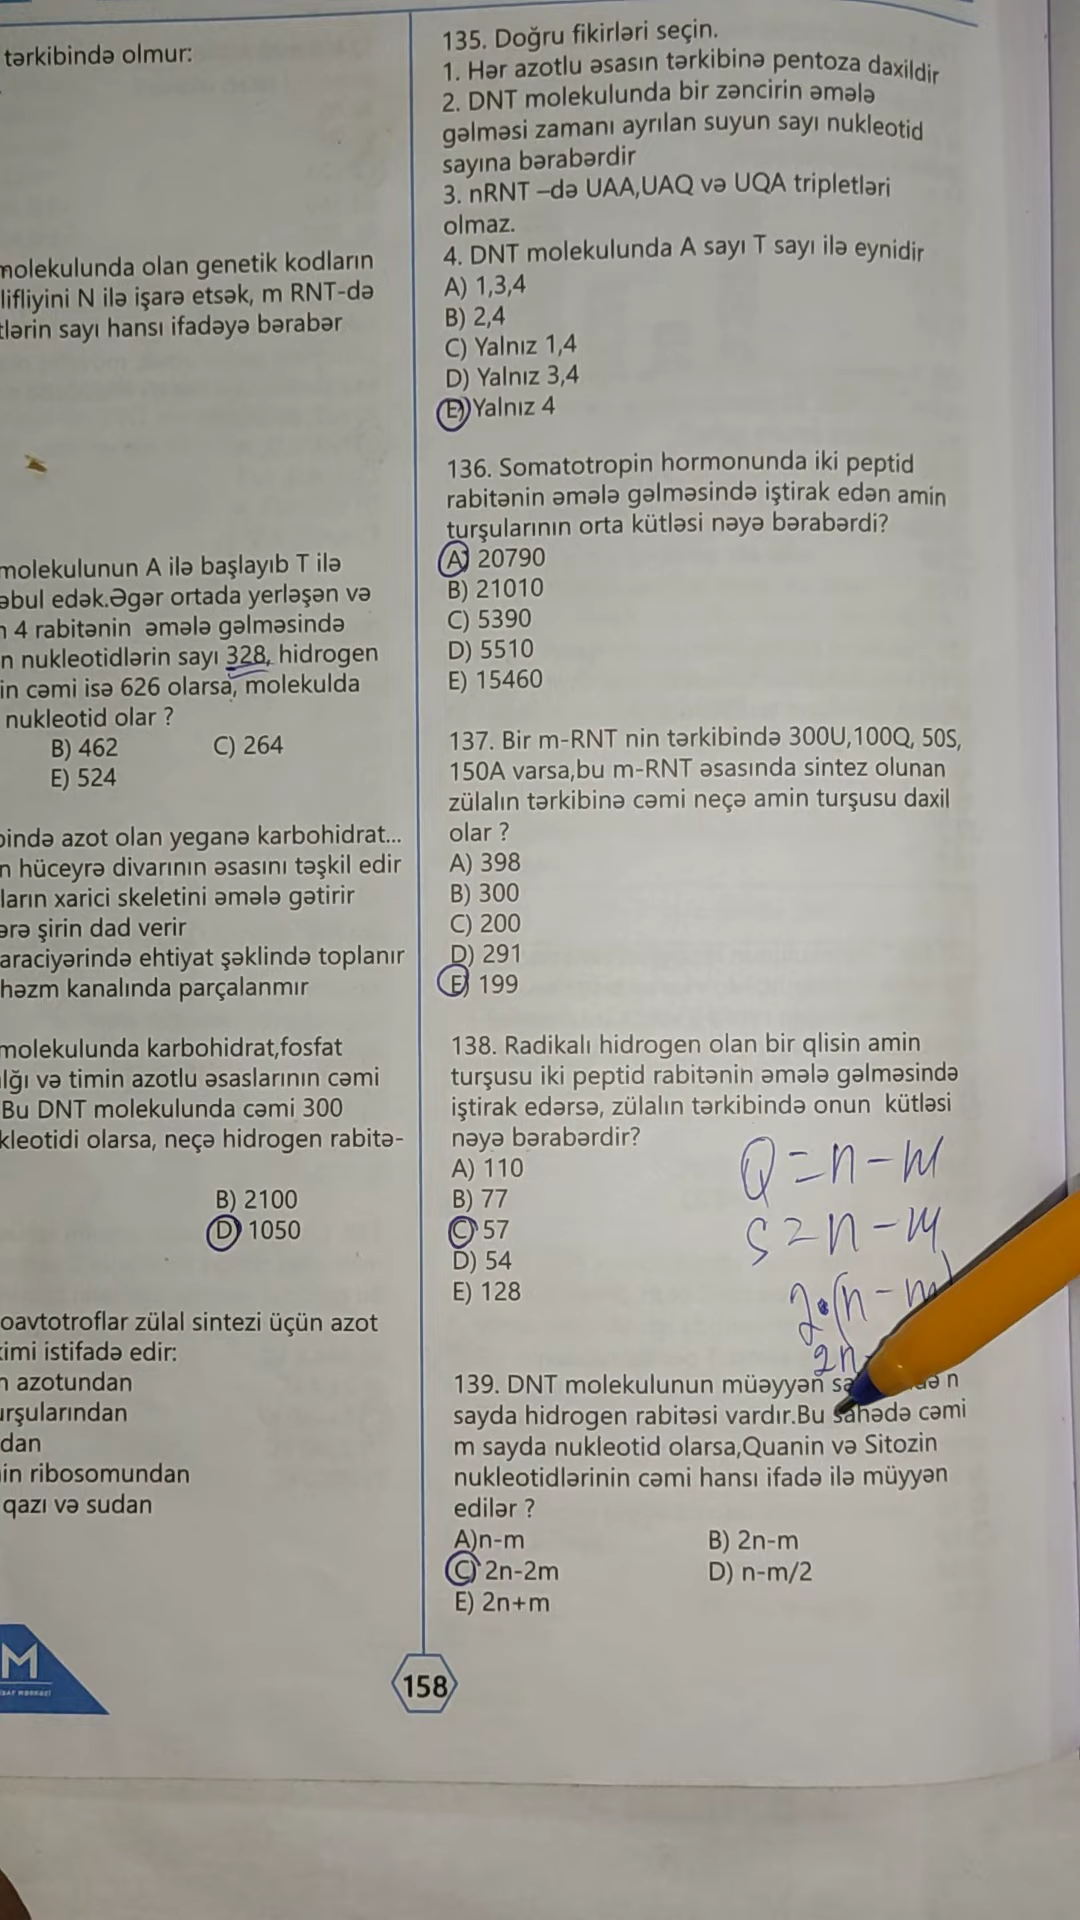 tərkibində olmur:
molekulunda olan genetik kodların
lifliyini N ilə işarə etsək, m RNT-də
tlərin sayı hansı ifadəyə bərabər
molekulunun A ilə başlayıb T ilə
əbul edək.Əgər ortada yerləşən və
n 4 rabitənin əmələ gəlməsində
n nukleotidlərin sayı 328, hidrogen
in cəmi isə 626 olarsa, molekulda
nukleotid olar ?
B) 462 C) 264
E) 524
bində azot olan yeganə karbohidrat...
n hüceyrə divarının əsasını təşkil edir
ların xarici skeletini əmələ gətirir
ərə şirin dad verir
araciyərində ehtiyat şəklində toplanır
həzm kanalında parçalanmır
molekulunda karbohidrat,fosfat
lğı və timin azotlu əsaslarının cəmi
Bu DNT molekulunda cəmi 300
kleotidi olarsa, neçə hidrogen rabitə-
B) 2100
D) 1050
oavtotroflar zülal sintezi üçün azot
kimi istifadə edir:
n azotundan
urşularından
dan
in ribosomundan
qazı və sudan
M
135. Doğru fikirləri seçin.
1. Hər azotlu əsasın tərkibinə pentoza daxildir
2. DNT molekulunda bir zəncirin əmələ
gəlməsi zamanı ayrılan suyun sayı nukleotid
sayına bərabərdir
3. nRNT –də UAA,UAQ və UQA tripletləri
olmaz.
4. DNT molekulunda A sayı T sayı ilə eynidir
A) 1,3,4
B) 2,4
C) Yalnız 1,4
D) Yalnız 3,4
E) Yalnız 4
136. Somatotropin hormonunda iki peptid
rabitənin əmələ gəlməsində iştirak edən amin
turşularının orta kütləsi nəyə bərabərdi?
A) 20790
B) 21010
C) 5390
D) 5510
E) 15460
137. Bir m-RNT nin tərkibində 300U,100Q, 50S,
150A varsa,bu m-RNT əsasında sintez olunan
zülalın tərkibinə cəmi neçə amin turşusu daxil
olar ?
A) 398
B) 300
C) 200
D) 291
E) 199
138. Radikalı hidrogen olan bir qlisin amin
turşusu iki peptid rabitənin əmələ gəlməsində
iştirak edərsə, zülalın tərkibində onun kütləsi
nəyə bərabərdir?
A) 110
B) 77
C) 57
D) 54
E) 128
Q=n-m
S=n-m
2•(n-m)
2n-
139. DNT molekulunun müəyyən n
sayda hidrogen rabitəsi vardır.Bu sahədə cəmi
m sayda nukleotid olarsa,Quanin və Sitozin
nukleotidlərinin cəmi hansı ifadə ilə müyyən
edilər ?
A)n-m B) 2n-m
C) 2n-2m D) n-m/2
E) 2n+m
158